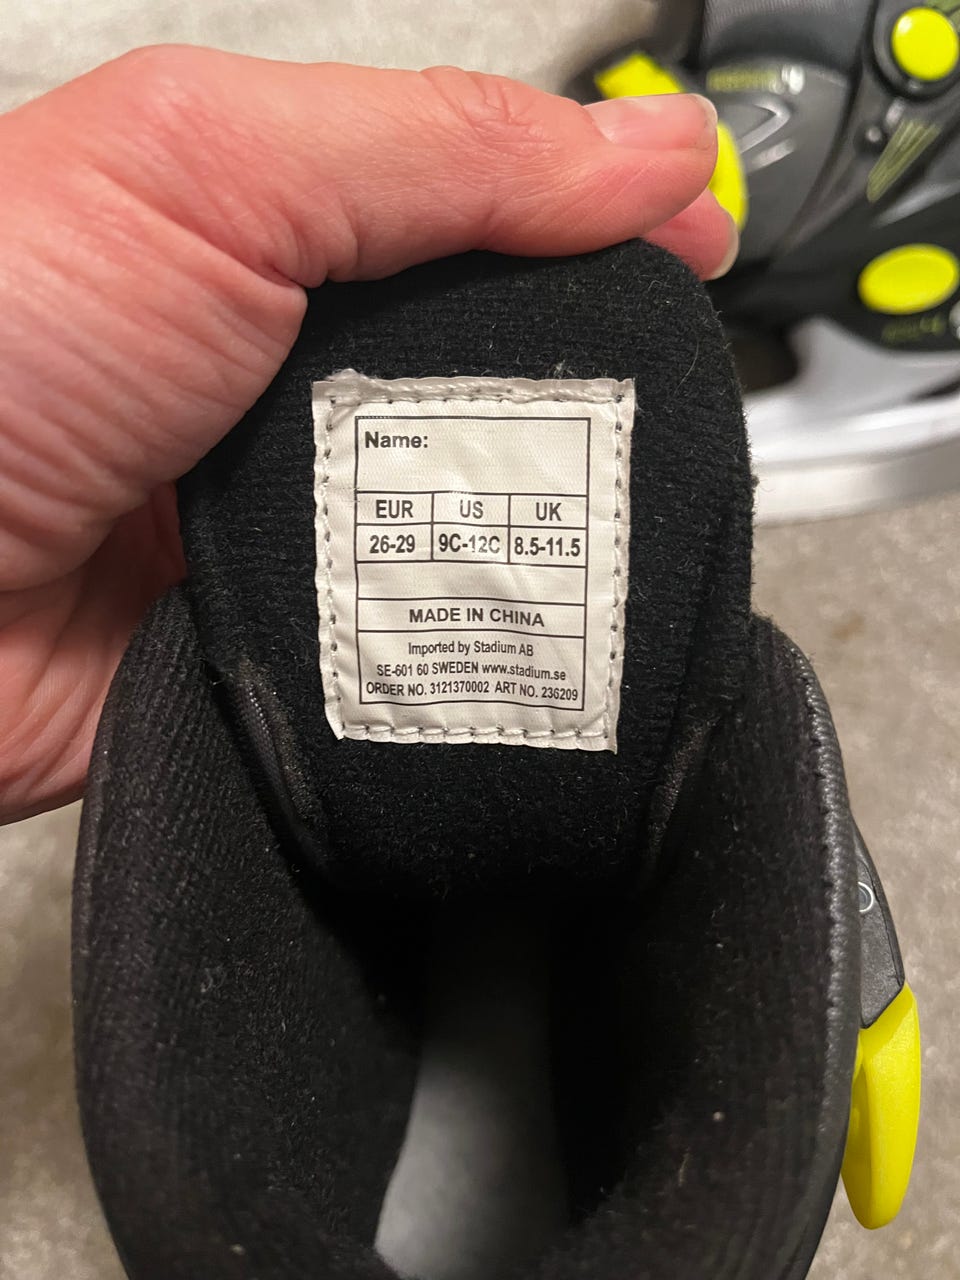 Name:
EUR US UK
26-29 9C-12C 8.5-11.5
MADE IN CHINA
Imported by Stadium AB
SE-601 60 SWEDEN www.stadium.se
ORDER NO. 3121370002 ART NO. 236209